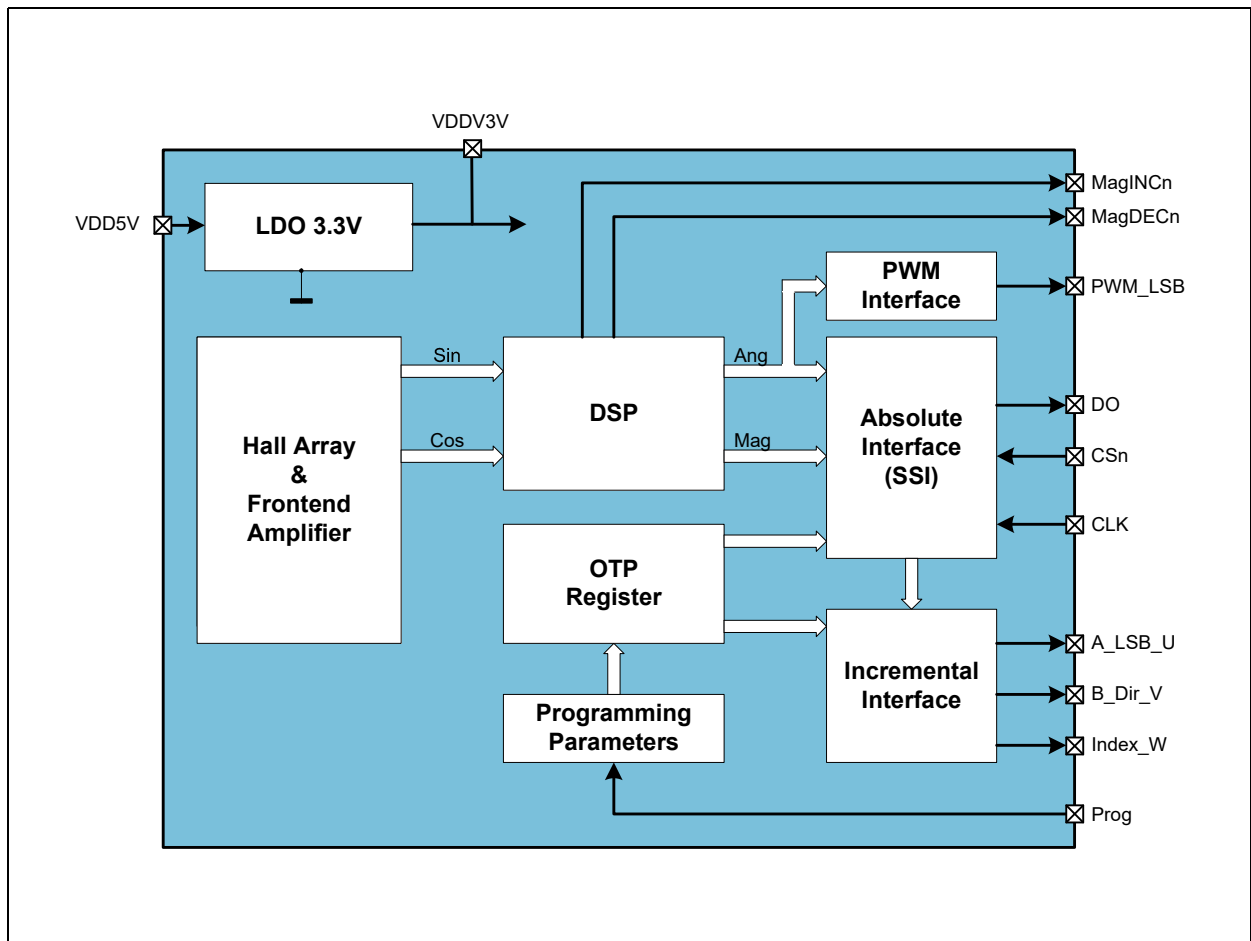 VDDV3V
VDD5V
LDO 3.3V
MagINCn
MagDECn
PWM
Interface
PWM_LSB
Sin
Cos
Hall Array
&
Frontend
Amplifier
DSP
Ang
Mag
Absolute
Interface
(SSI)
DO
CSn
CLK
OTP
Register
Programming
Parameters
Incremental
Interface
A_LSB_U
B_Dir_V
Index_W
Prog